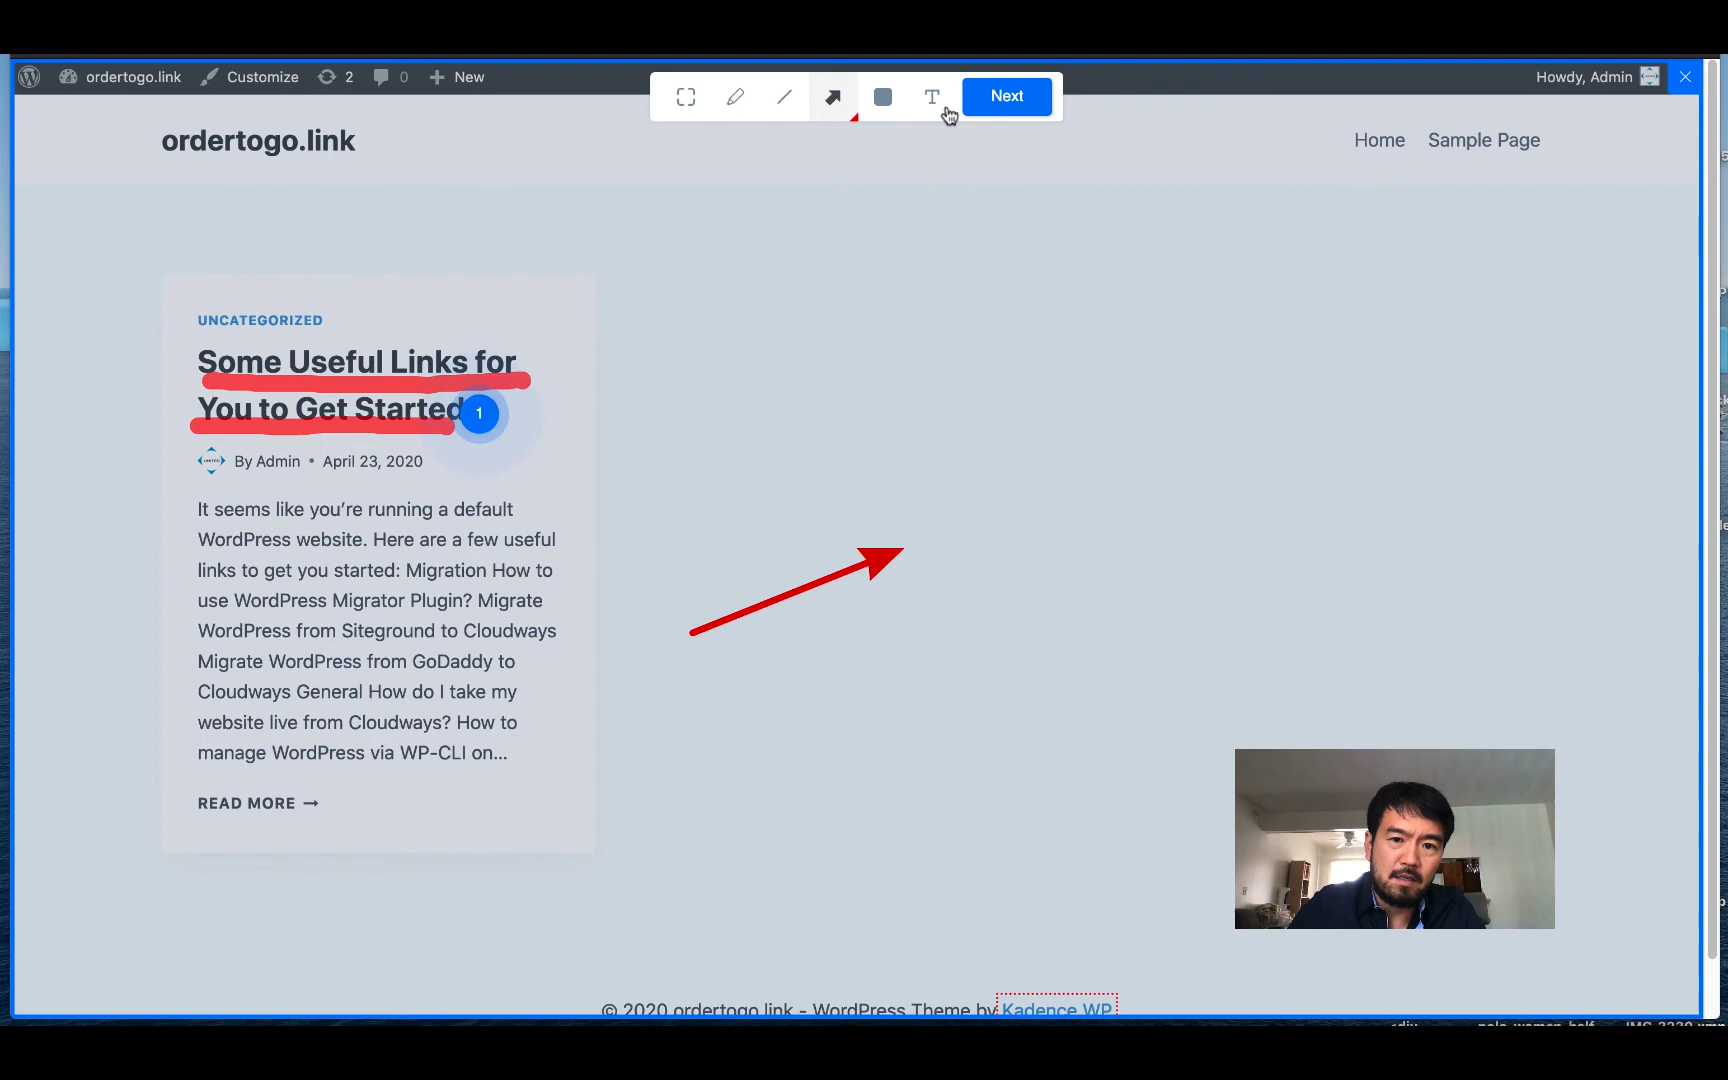 ordertogo.link Customize 2 0 New
Howdy, Admin
T Next
ordertogo.link
Home Sample Page
UNCATEGORIZED
Some Useful Links for
You to Get Started
1
By Admin • April 23, 2020
It seems like you’re running a default
WordPress website. Here are a few useful
links to get you started: Migration How to
use WordPress Migrator Plugin? Migrate
WordPress from Siteground to Cloudways
Migrate WordPress from GoDaddy to
Cloudways General How do I take my
website live from Cloudways? How to
manage WordPress via WP-CLI on...
READ MORE →
© 2020 ordertogo.link - WordPress Theme by Kadence WP